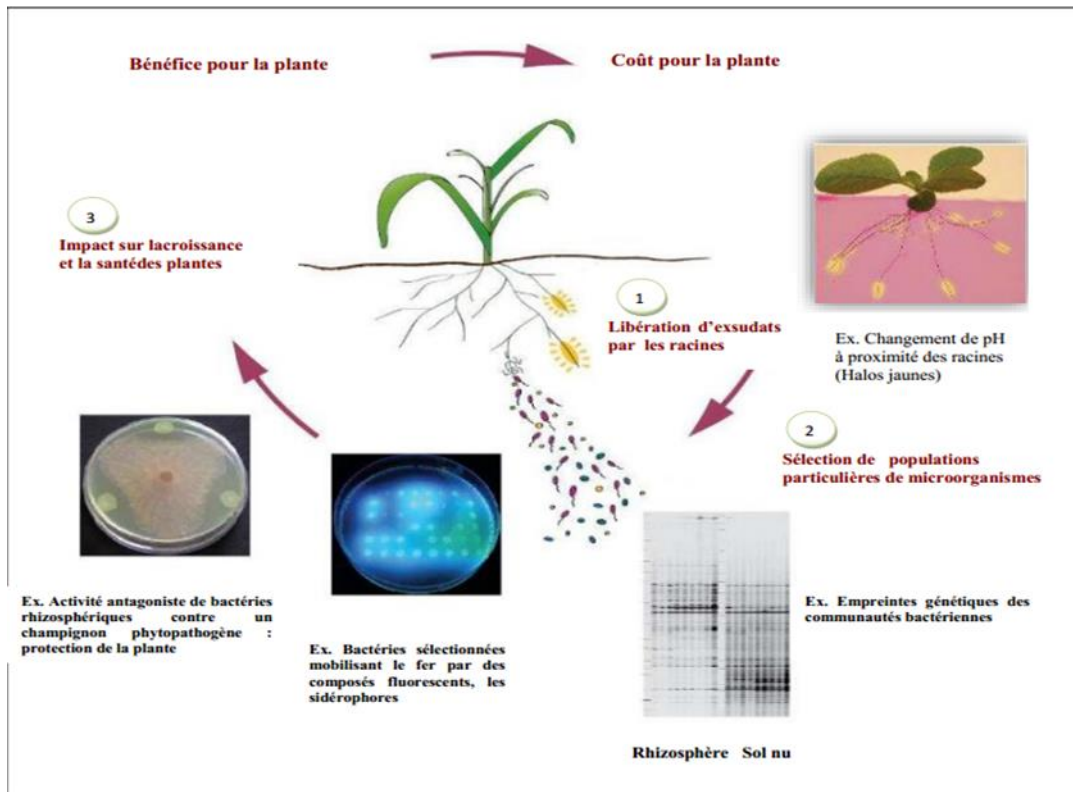 Bénéfice pour la plante
Coût pour la plante
3
Impact sur lacroissance
et la santédes plantes
1
Libération d'exsudats
par les racines
Ex. Changement de pH
à proximité des racines
(Halos jaunes)
2
Sélection de populations
particulières de microorganismes
Ex. Activité antagoniste de bactéries
rhizosphériques contre un
champignon phytopathogène :
protection de la plante
Ex. Bactéries sélectionnées
mobilisant le fer par des
composés fluorescents, les
sidérophores
Ex. Empreintes génétiques des
communautés bactériennes
Rhizosphère Sol nu